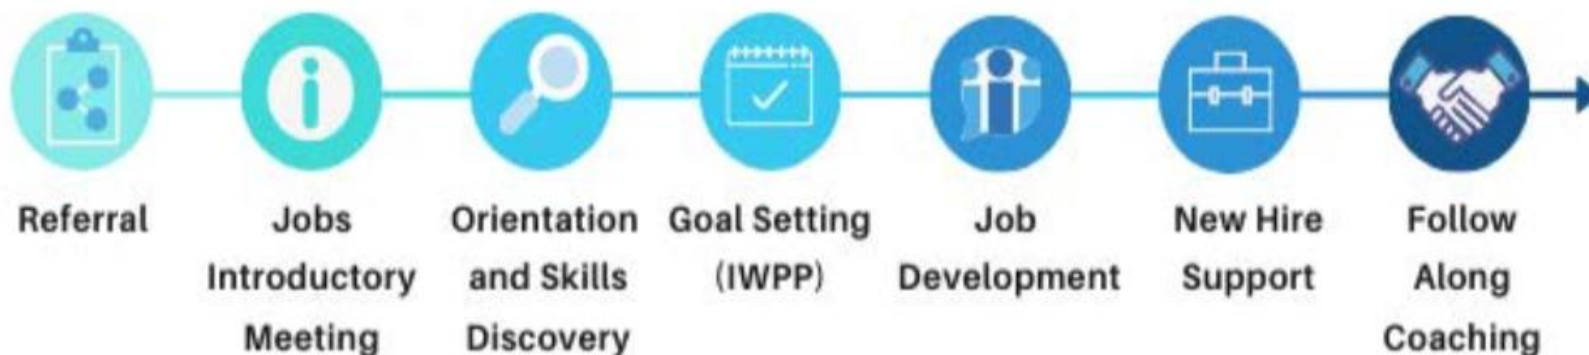 Referral
Jobs
Introductory
Meeting
Orientation
and Skills
Discovery
Goal Setting
(IWPP)
Job
Development
New Hire
Support
Follow
Along
Coaching